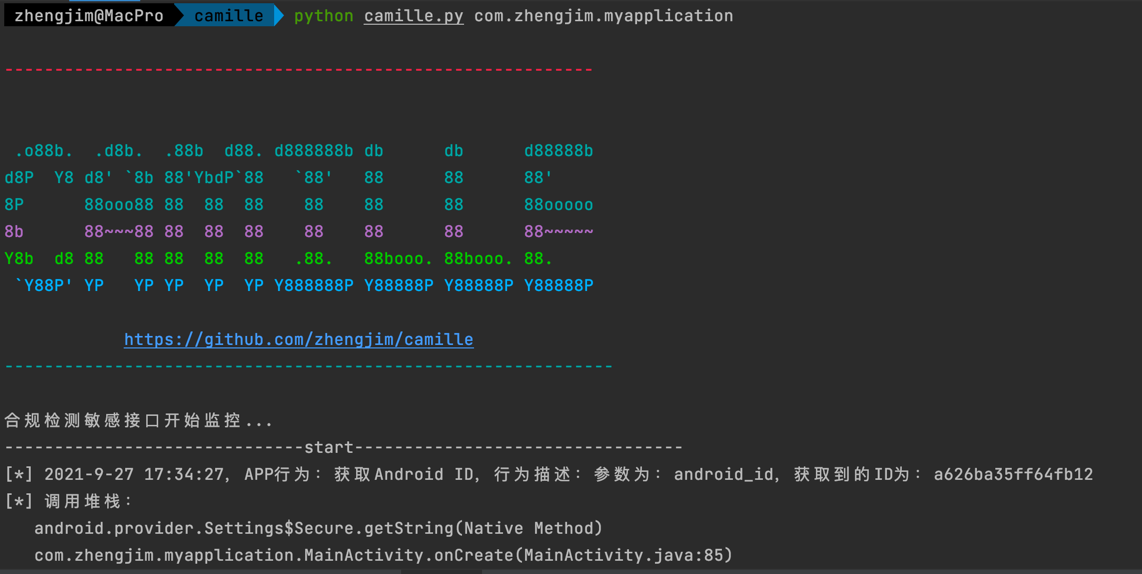 zhengjim@MacPro camille python camille.py com.zhengjim.myapplication
-----------------------------------------------------------
 .o88b.  .d8b.  .88b  d88. d888888b db      db      d88888b
d8P  Y8 d8' `8b 88'YbdP`88   `88'   88      88      88'
8P      88ooo88 88  88  88    88    88      88      88ooooo
8b      88~~~88 88  88  88    88    88      88      88~~~~~
Y8b  d8 88   88 88  88  88   .88.   88booo. 88booo. 88.
 `Y88P' YP   YP YP  YP  YP Y888888P Y88888P Y88888P Y88888P
https://github.com/zhengjim/camille
-------------------------------------------------------------
合规检测敏感接口开始监控...
------------------------------start---------------------------------
[*] 2021-9-27 17:34:27, APP行为：获取Android ID, 行为描述：参数为：android_id, 获取到的ID为：a626ba35ff64fb12
[*] 调用堆栈：
   android.provider.Settings$Secure.getString(Native Method)
   com.zhengjim.myapplication.MainActivity.onCreate(MainActivity.java:85)